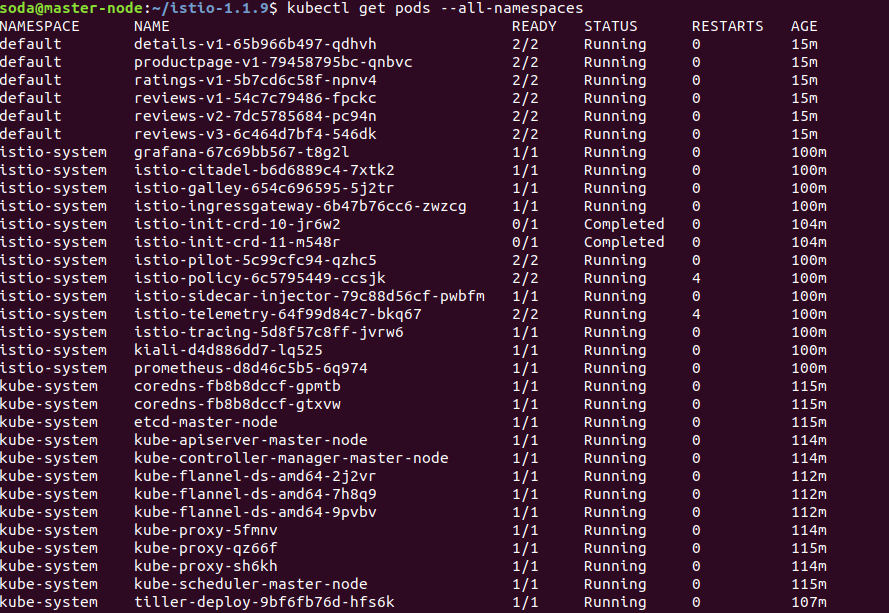 soda@master-node:~/istio-1.1.9$ kubectl get pods --all-namespaces
NAMESPACE NAME READY STATUS RESTARTS AGE
default details-v1-65b966b497-qdhvh 2/2 Running 0 15m
default productpage-v1-79458795bc-qnbvc 2/2 Running 0 15m
default ratings-v1-5b7cd6c58f-npnv4 2/2 Running 0 15m
default reviews-v1-54c7c79486-fpckc 2/2 Running 0 15m
default reviews-v2-7dc5785684-pc94n 2/2 Running 0 15m
default reviews-v3-6c464d7bf4-546dk 2/2 Running 0 15m
istio-system grafana-67c69bb567-t8g2l 1/1 Running 0 100m
istio-system istio-citadel-b6d6889c4-7xtk2 1/1 Running 0 100m
istio-system istio-galley-654c696595-5j2tr 1/1 Running 0 100m
istio-system istio-ingressgateway-6b47b76cc6-zwzcg 1/1 Running 0 100m
istio-system istio-init-crd-10-jr6w2 0/1 Completed 0 104m
istio-system istio-init-crd-11-m548r 0/1 Completed 0 104m
istio-system istio-pilot-5c99cfc94-qzhc5 2/2 Running 0 100m
istio-system istio-policy-6c5795449-ccsjk 2/2 Running 4 100m
istio-system istio-sidecar-injector-79c88d56cf-pwbfm 1/1 Running 0 100m
istio-system istio-telemetry-64f99d84c7-bkq67 2/2 Running 4 100m
istio-system istio-tracing-5d8f57c8ff-jvrw6 1/1 Running 0 100m
istio-system kiali-d4d886dd7-lq525 1/1 Running 0 100m
istio-system prometheus-d8d46c5b5-6q974 1/1 Running 0 100m
kube-system coredns-fb8b8dccf-gpmtb 1/1 Running 0 115m
kube-system coredns-fb8b8dccf-gtxvw 1/1 Running 0 115m
kube-system etcd-master-node 1/1 Running 0 115m
kube-system kube-apiserver-master-node 1/1 Running 0 114m
kube-system kube-controller-manager-master-node 1/1 Running 0 114m
kube-system kube-flannel-ds-amd64-2j2vr 1/1 Running 0 112m
kube-system kube-flannel-ds-amd64-7h8q9 1/1 Running 0 112m
kube-system kube-flannel-ds-amd64-9pvbv 1/1 Running 0 112m
kube-system kube-proxy-5fmnv 1/1 Running 0 114m
kube-system kube-proxy-qz66f 1/1 Running 0 115m
kube-system kube-proxy-sh6kh 1/1 Running 0 114m
kube-system kube-scheduler-master-node 1/1 Running 0 115m
kube-system tiller-deploy-9bf6fb76d-hfs6k 1/1 Running 0 107m